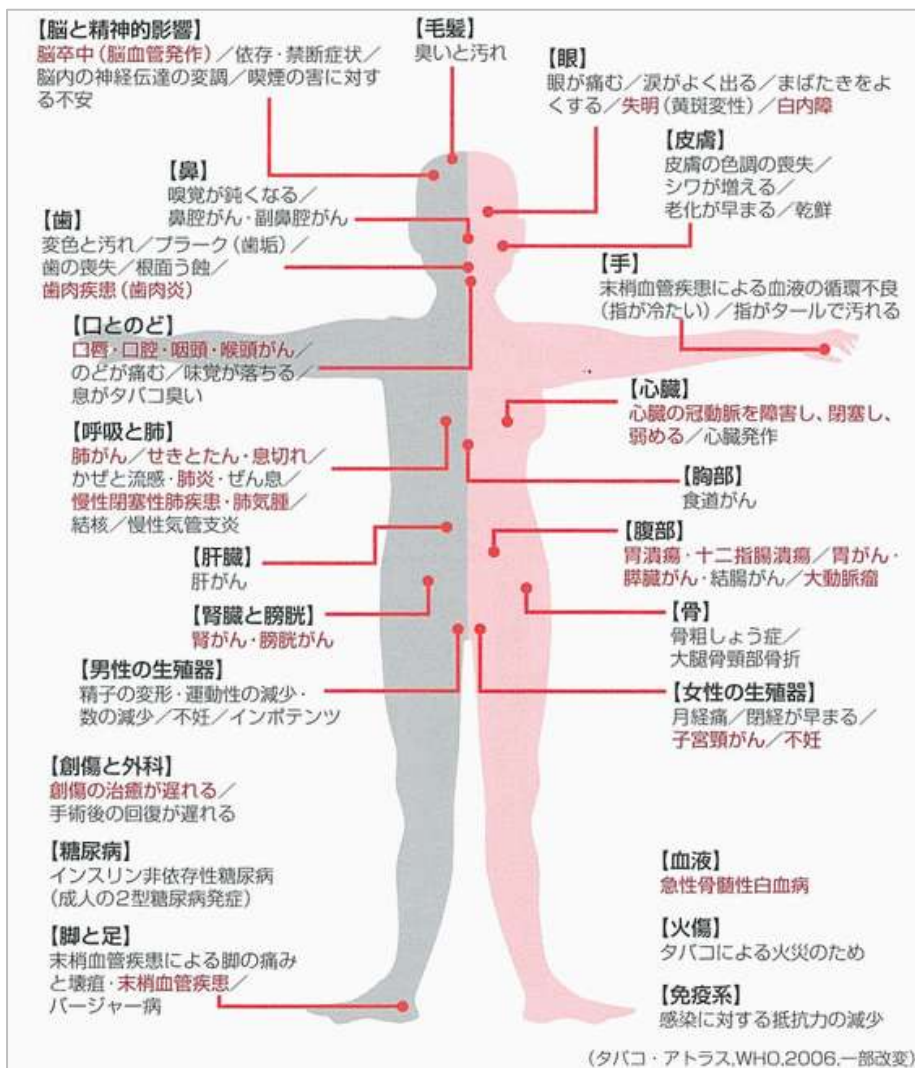 【脳と精神的影響】
脳卒中(脳血管発作)/依存・禁断症状/
脳内の神経伝達の変調/喫煙の害に対す
る不安
【毛髪】
臭いと汚れ
【眼】
眼が痛む/涙がよく出る/まばたきをよ
くする/失明(黄斑変性)/白内障
【皮膚】
皮膚の色調の喪失/
シワが増える/
老化が早まる/乾鮮
【鼻】
嗅覚が鈍くなる/
鼻腔がん・副鼻腔がん
【歯】
変色と汚れ/プラーク(歯垢)/
歯の喪失/根面う蝕/
歯肉疾患(歯肉炎)
【手】
末梢血管疾患による血液の循環不良
(指が冷たい)/指がタールで汚れる
【口とのど】
口唇・口腔・咽頭・喉頭がん/
のどが痛む/味覚が落ちる/
息がタバコ臭い
【心臓】
心臓の冠動脈を障害し、閉塞し、
弱める/心臓発作
【呼吸と肺】
肺がん/せきとたん・息切れ/
かぜと流感・肺炎・ぜん息/
慢性閉塞性肺疾患・肺気腫/
結核/慢性気管支炎
【胸部】
食道がん
【腹部】
胃潰瘍・十二指腸潰瘍/胃がん・
膵臓がん・結腸がん/大動脈瘤
【肝臓】
肝がん
【腎臓と膀胱】
腎がん・膀胱がん
【骨】
骨粗しょう症/
大腿骨頸部骨折
【男性の生殖器】
精子の変形・運動性の減少・
数の減少/不妊/インポテンツ
【女性の生殖器】
月経痛/閉経が早まる/
子宮頸がん/不妊
【創傷と外科】
創傷の治癒が遅れる/
手術後の回復が遅れる
【糖尿病】
インスリン非依存性糖尿病
(成人の2型糖尿病発症)
【脚と足】
末梢血管疾患による脚の痛み
と壊疽・末梢血管疾患/
バージャー病
【血液】
急性骨髄性白血病
【火傷】
タバコによる火災のため
【免疫系】
感染に対する抵抗力の減少
(タバコ・アトラス,WHO,2006,一部改変)